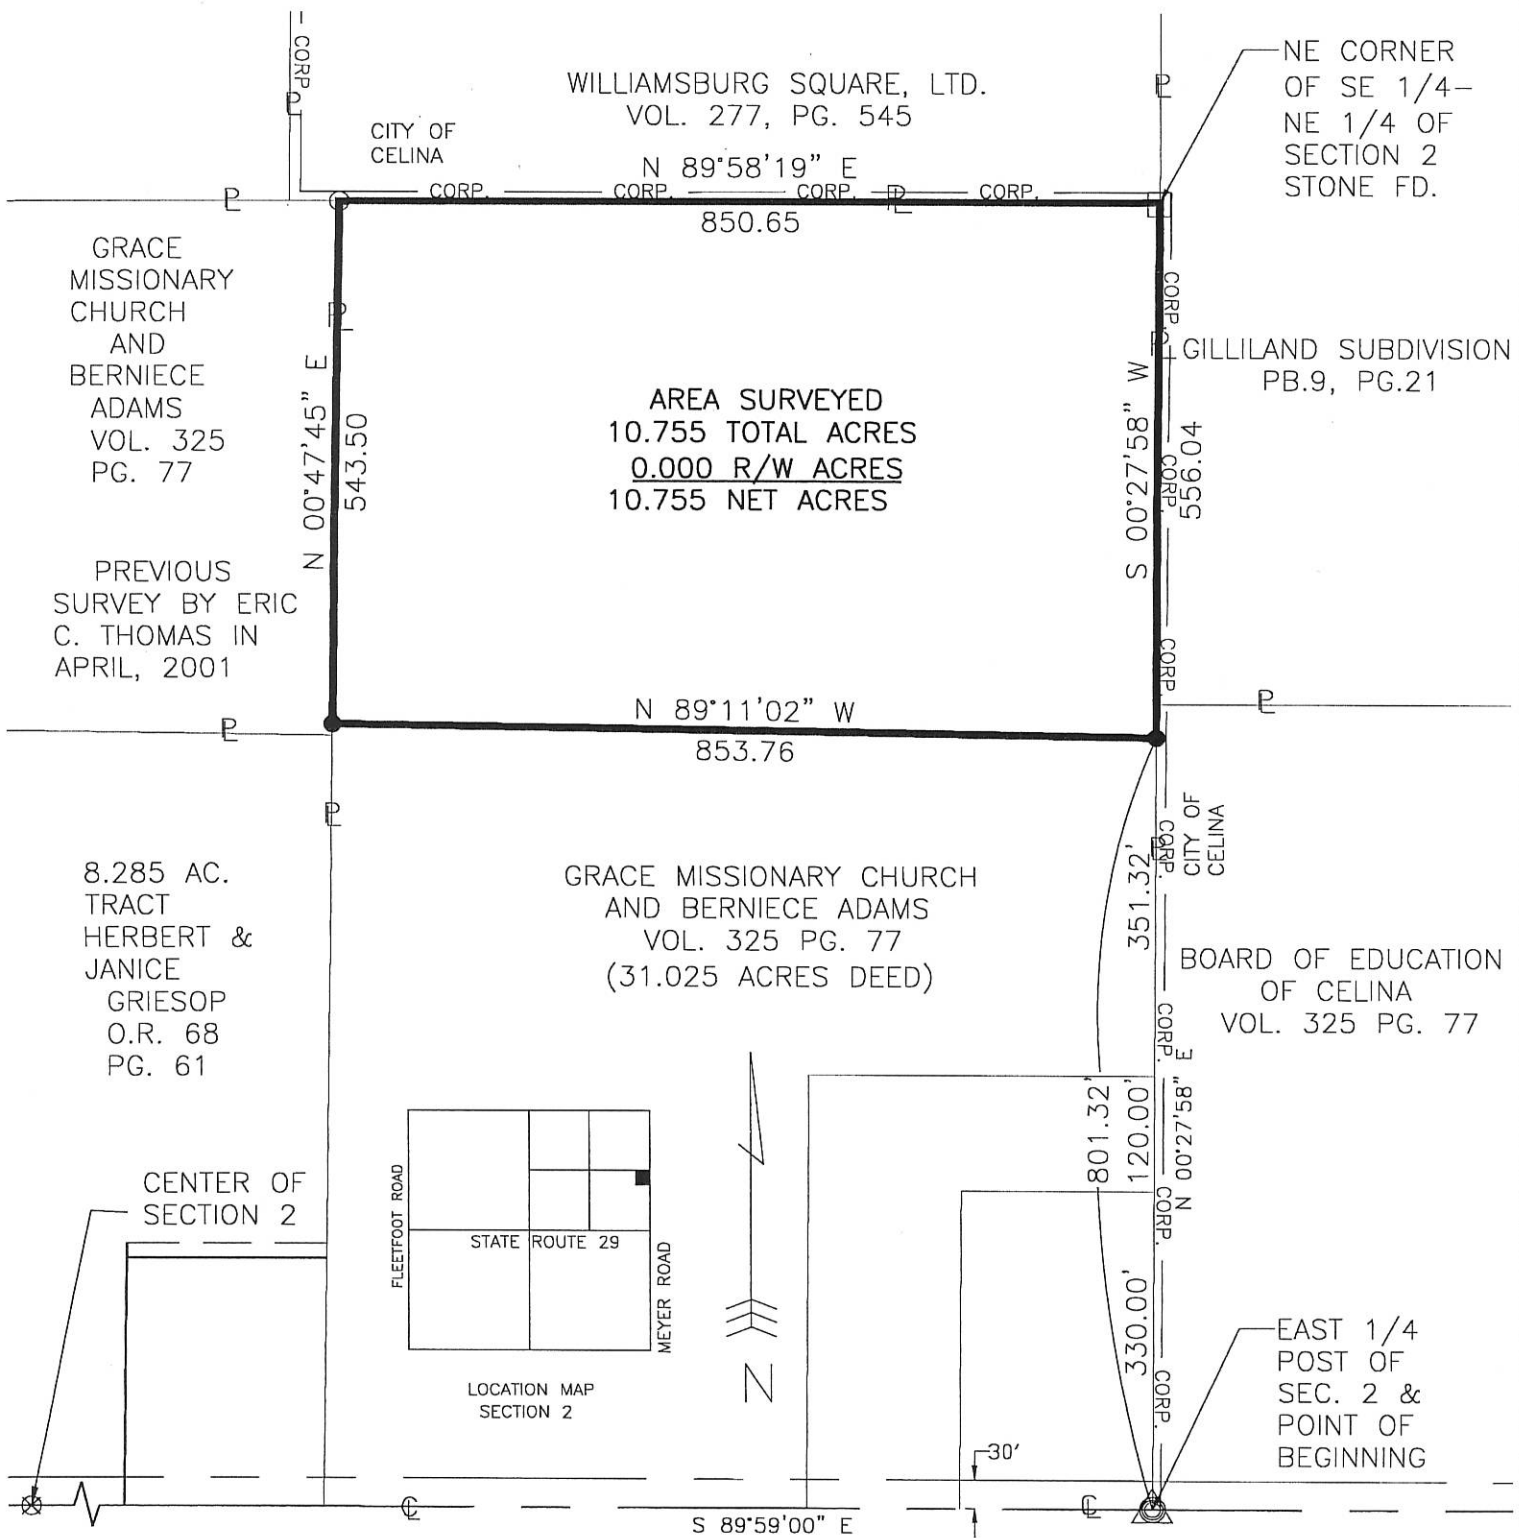 CORP
WILLIAMSBURG SQUARE, LTD.
VOL. 277, PG. 545
NE CORNER
OF SE 1/4-
NE 1/4 OF
SECTION 2
STONE FD.
CITY OF
CELINA
N 89°58'19" E
CORP. CORP. CORP. CORP.
850.65
GRACE
MISSIONARY
CHURCH
AND
BERNIECE
ADAMS
VOL. 325
PG. 77
N 00°47'45" E
543.50
AREA SURVEYED
10.755 TOTAL ACRES
0.000 R/W ACRES
10.755 NET ACRES
S 00°27'58" W
556.04
CORP.
CORP.
CORP.
GILLILAND SUBDIVISION
PB.9, PG.21
PREVIOUS
SURVEY BY ERIC
C. THOMAS IN
APRIL, 2001
N 89°11'02" W
853.76
8.285 AC.
TRACT
HERBERT &
JANICE
GRIESOP
O.R. 68
PG. 61
GRACE MISSIONARY CHURCH
AND BERNIECE ADAMS
VOL. 325 PG. 77
(31.025 ACRES DEED)
351.32'
CORP.
CITY OF
CELINA
BOARD OF EDUCATION
OF CELINA
VOL. 325 PG. 77
CORP.
801.32'
120.00'
N 00°27'58" E
CORP.
330.00'
CORP.
CENTER OF
SECTION 2
FLEETFOOT ROAD
STATE ROUTE 29
MEYER ROAD
LOCATION MAP
SECTION 2
N
EAST 1/4
POST OF
SEC. 2 &
POINT OF
BEGINNING
30'
S 89°59'00" E